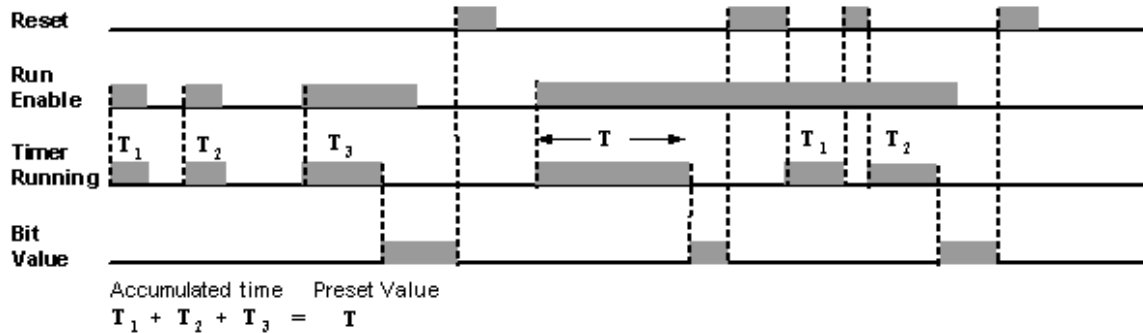 Reset
Run
Enable
T₁ T₂ T₃ T T₁ T₂
Timer
Running
Bit
Value
Accumulated time Preset Value
T₁ + T₂ + T₃ = T